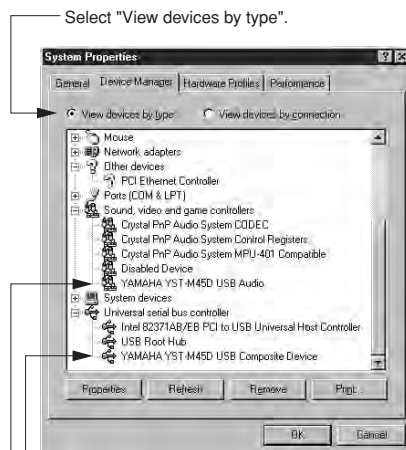 Select "View devices by type".
System Properties
General Device Manager Hardware Profiles Performance
View devices by type View devices by connection
Mouse
Network adapters
Other devices
PCI Ethernet Controller
Ports (COM & LPT)
Sound, video and game controllers
Crystal PnP Audio System CODEC
Crystal PnP Audio System Control Registers
Crystal PnP Audio System MPU-401 Compatible
Disabled Device
YAMAHA YST-M45D USB Audio
System devices
Universal serial bus controller
Intel 82371AB/EB PCI to USB Universal Host Controller
USB Root Hub
YAMAHA YST-M45D USB Composite Device
Properties Refresh Remove Print...
OK Cancel